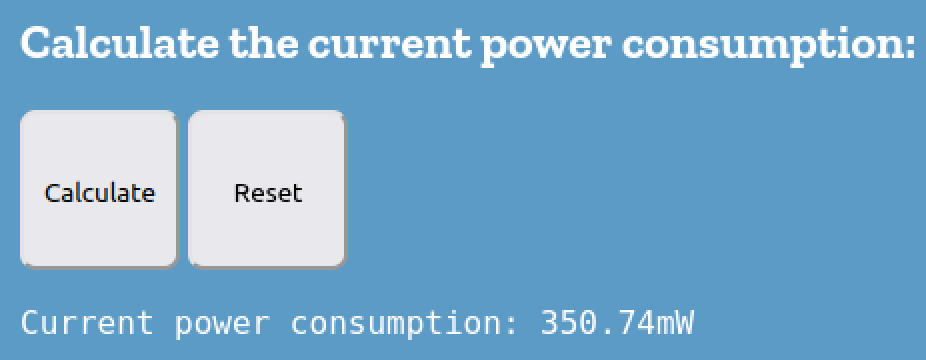 Calculate the current power consumption:
Calculate Reset
Current power consumption: 350.74mW